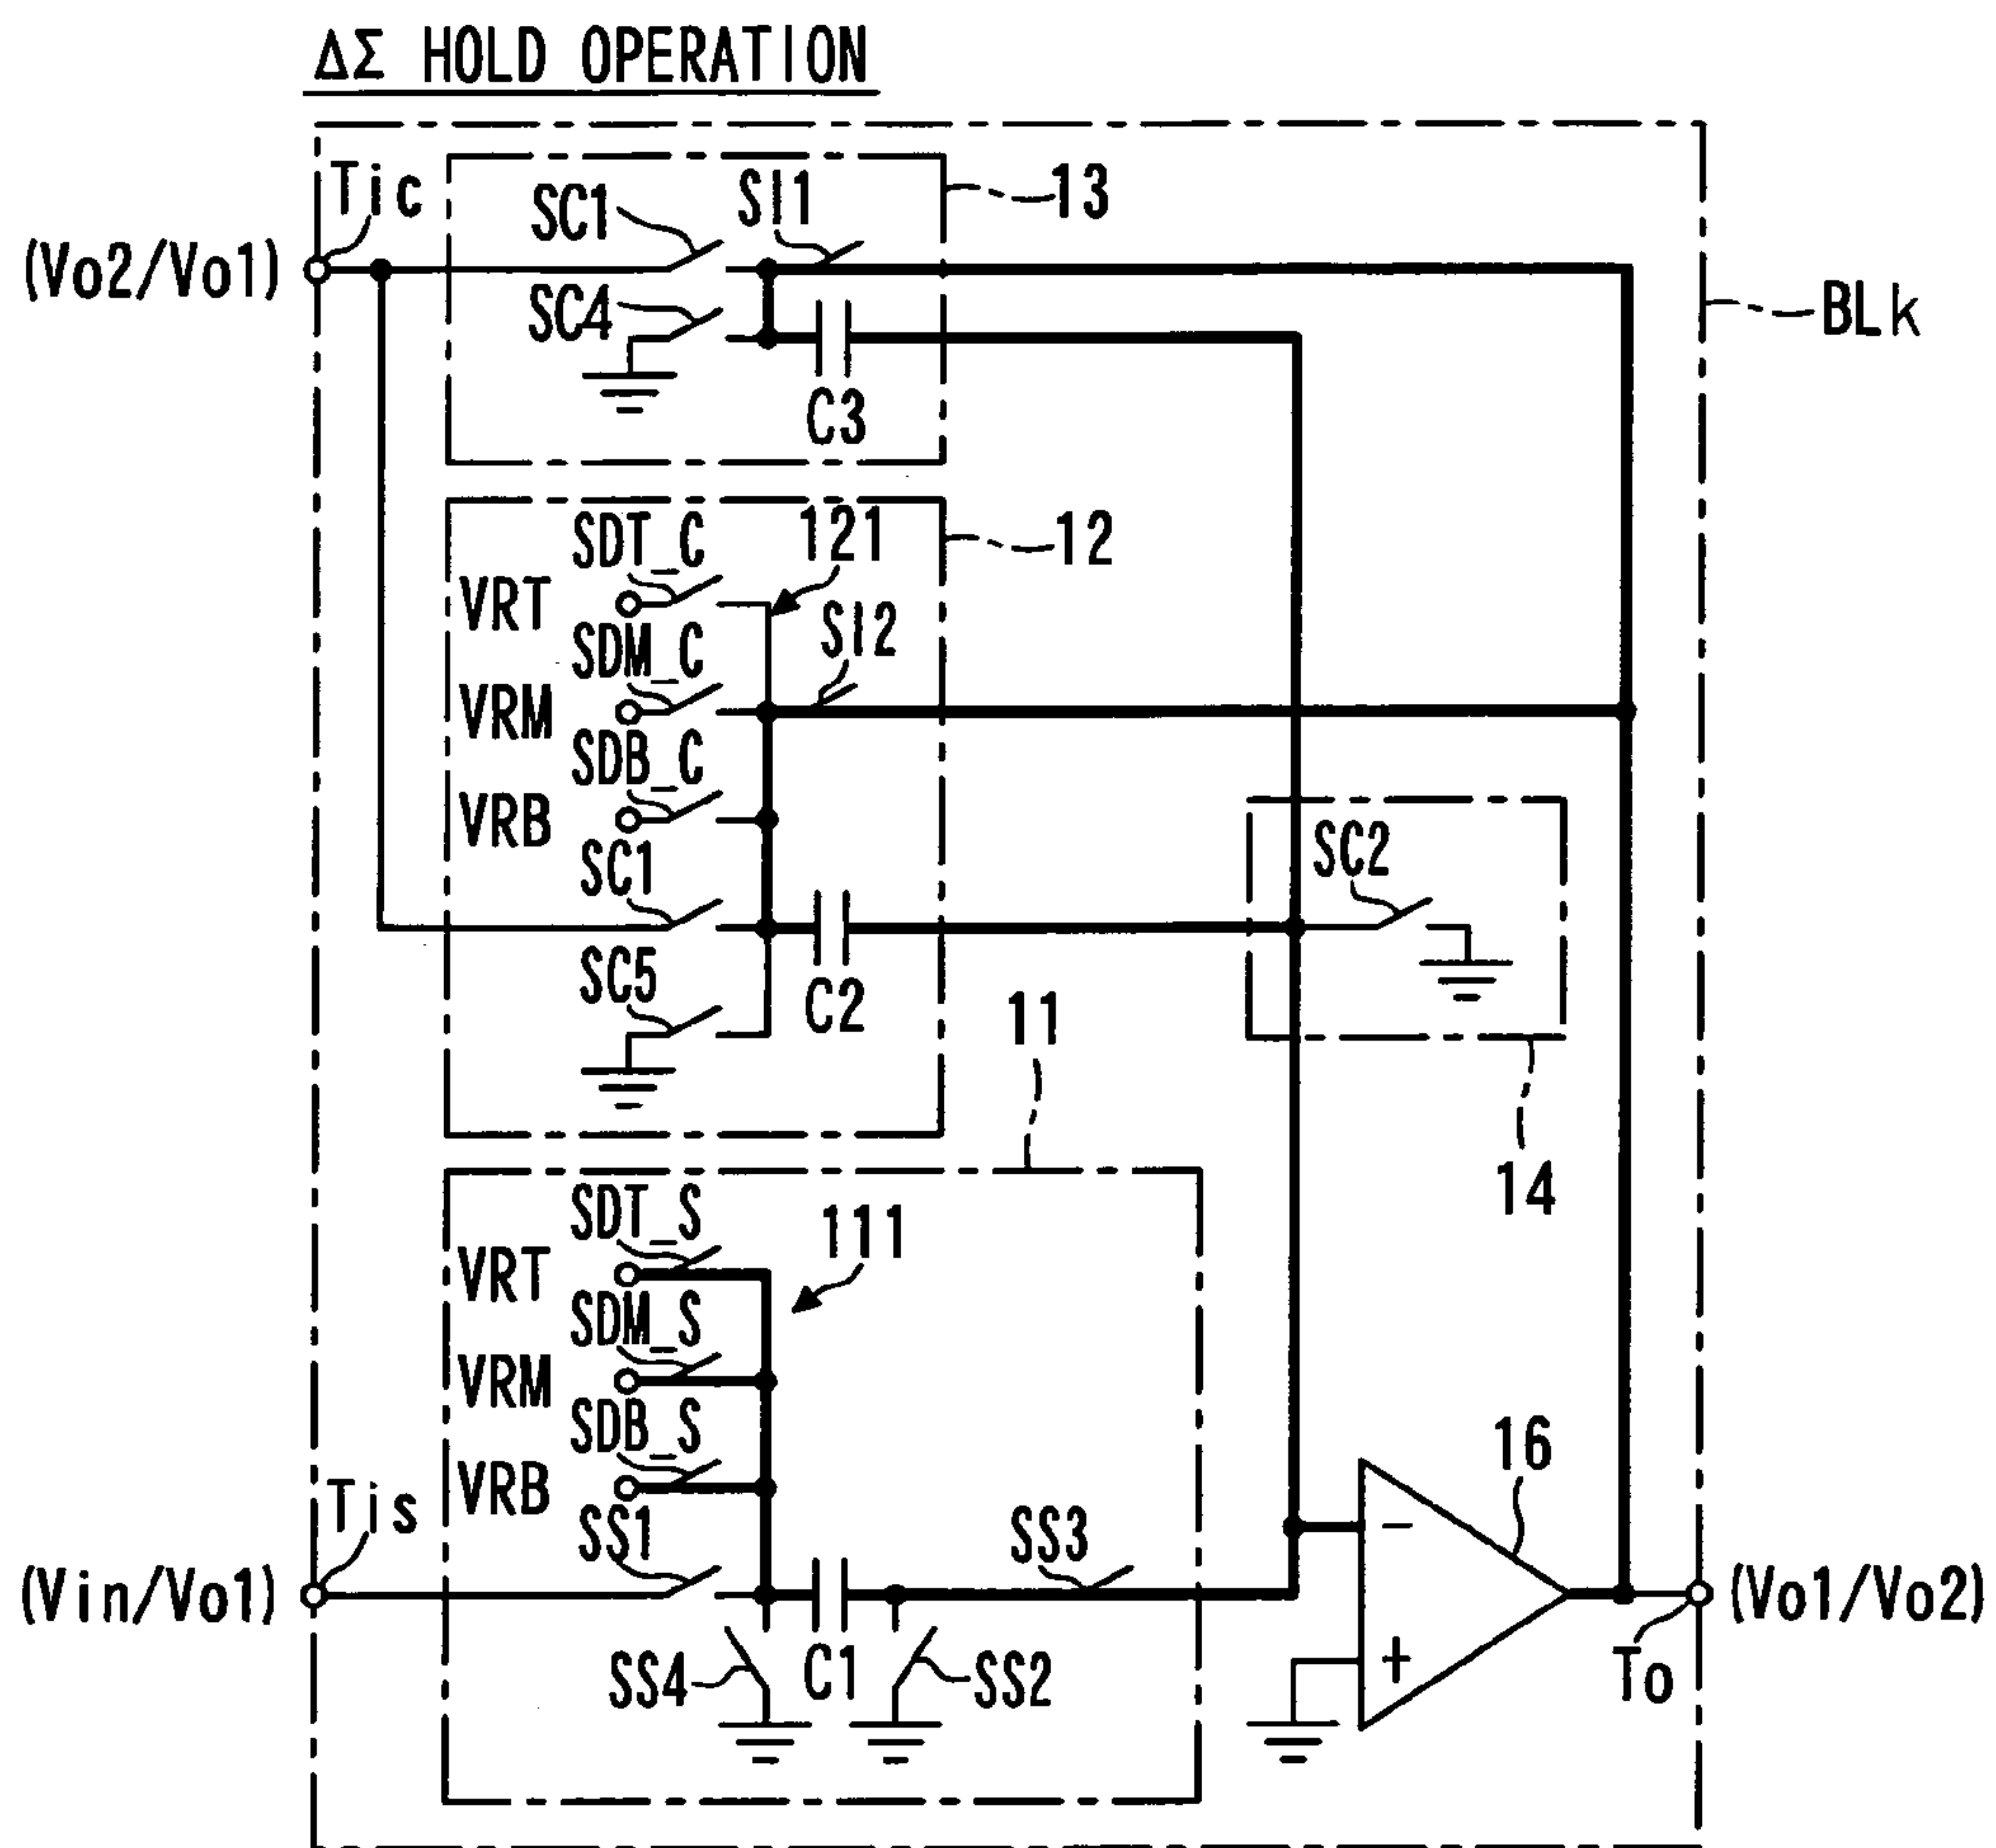 ΔΣ HOLD OPERATION
Tic
SC1
SI1
13
(Vo2/Vo1)
SC4
BLk
C3
SDT_C
121
12
VRT
SI2
SDM_C
VRM
SDB_C
VRB
SC2
SC1
SC5
C2
11
14
SDT_S
111
VRT
SDM_S
VRM
SDB_S
16
VRB
Tis
SS1
SS3
−
(Vin/Vo1)
(Vo1/Vo2)
SS4
C1
SS2
+
To